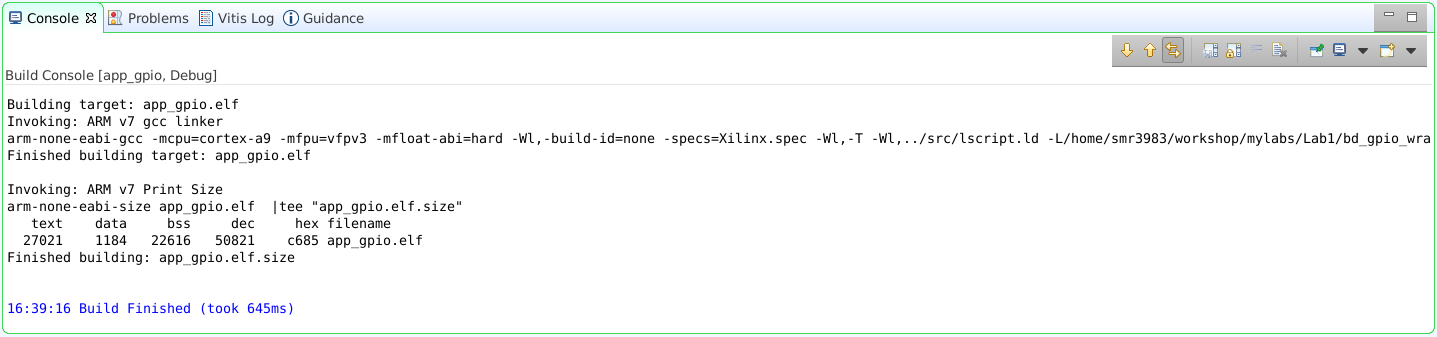 Console Problems Vitis Log Guidance
Build Console [app_gpio, Debug]
Building target: app_gpio.elf
Invoking: ARM v7 gcc linker
arm-none-eabi-gcc -mcpu=cortex-a9 -mfpu=vfpv3 -mfloat-abi=hard -Wl,-build-id=none -specs=Xilinx.spec -Wl,-T -Wl,../src/lscript.ld -L/home/smr3983/workshop/mylabs/Lab1/bd_gpio_wra
Finished building target: app_gpio.elf
Invoking: ARM v7 Print Size
arm-none-eabi-size app_gpio.elf  |tee "app_gpio.elf.size"
   text    data     bss     dec     hex filename
  27021    1184   22616   50821    c685 app_gpio.elf
Finished building: app_gpio.elf.size
16:39:16 Build Finished (took 645ms)